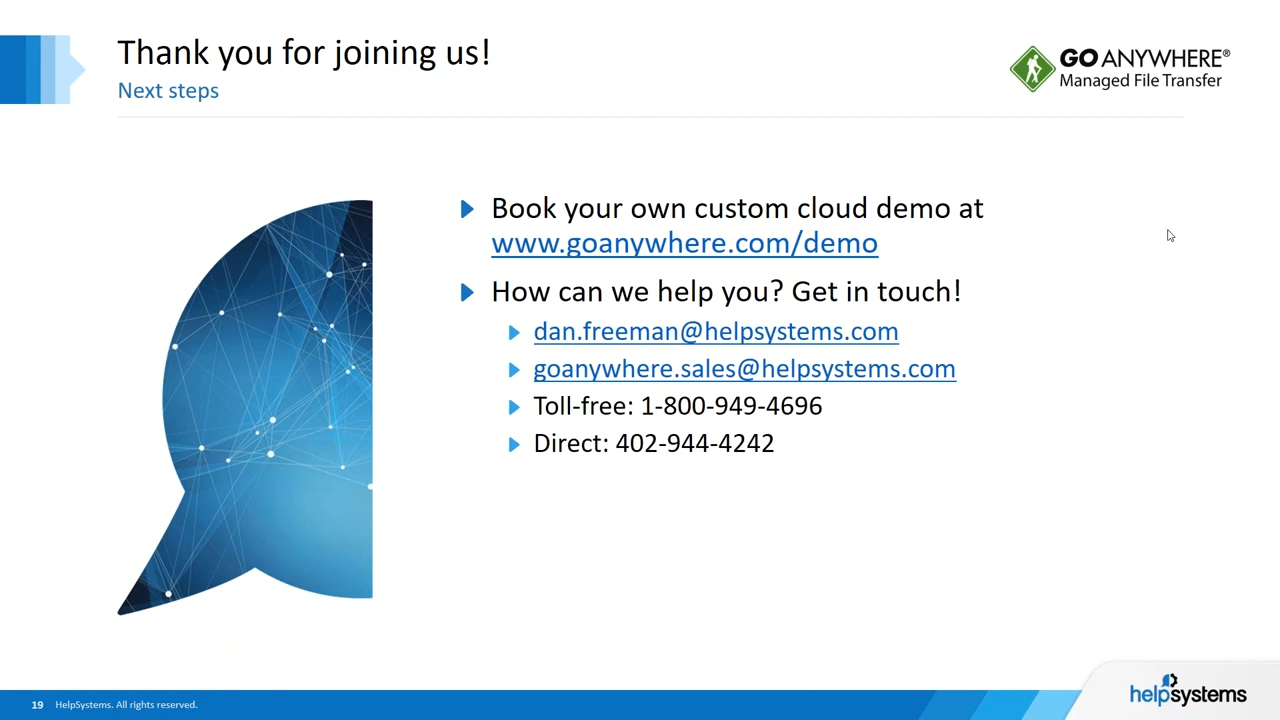 Thank you for joining us!
Next steps
GO ANYWHERE®
Managed File Transfer
Book your own custom cloud demo at
www.goanywhere.com/demo
How can we help you? Get in touch!
dan.freeman@helpsystems.com
goanywhere.sales@helpsystems.com
Toll-free: 1-800-949-4696
Direct: 402-944-4242
19 HelpSystems. All rights reserved.
helpsystems